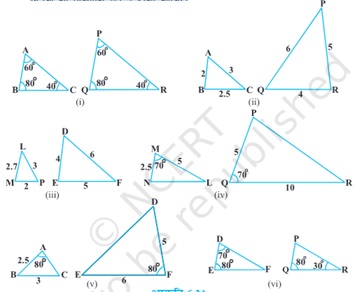 P
A
60°
P
60°
80°
40°
B
C
80°
40°
Q
R
(i)
A
2
3
B
2.5
C
6
5
Q
4
R
(ii)
L
2.7
3
M
2
P
D
4
6
E
5
F
(iii)
M
2.5
70°
5
N
L
P
5
70°
Q
10
R
(iv)
A
2.5
80°
B
3
C
D
5
80°
E
6
F
(v)
D
70°
80°
E
F
P
80°
30°
Q
R
(vi)
© NCERT
be republished